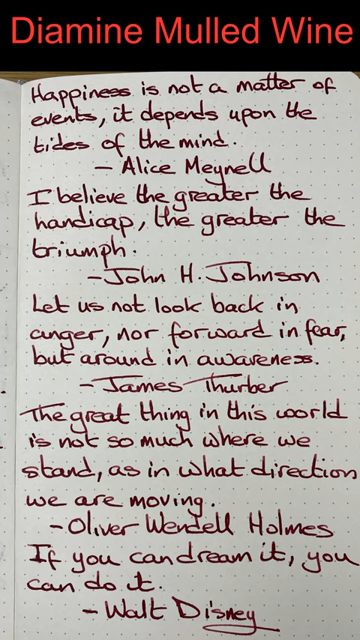 Diamine Mulled Wine
Happiness is not a matter of
events, it depends upon the
tides of the mind.
- Alice Meynell
I believe the greater the
handicap, the greater the
triumph.
- John H. Johnson
Let us not look back in
anger, nor forward in fear,
but around in awareness.
- James Thurber
The great thing in this world
is not so much where we
stand, as in what direction
we are moving.
- Oliver Wendell Holmes
If you can dream it, you
can do it.
- Walt Disney